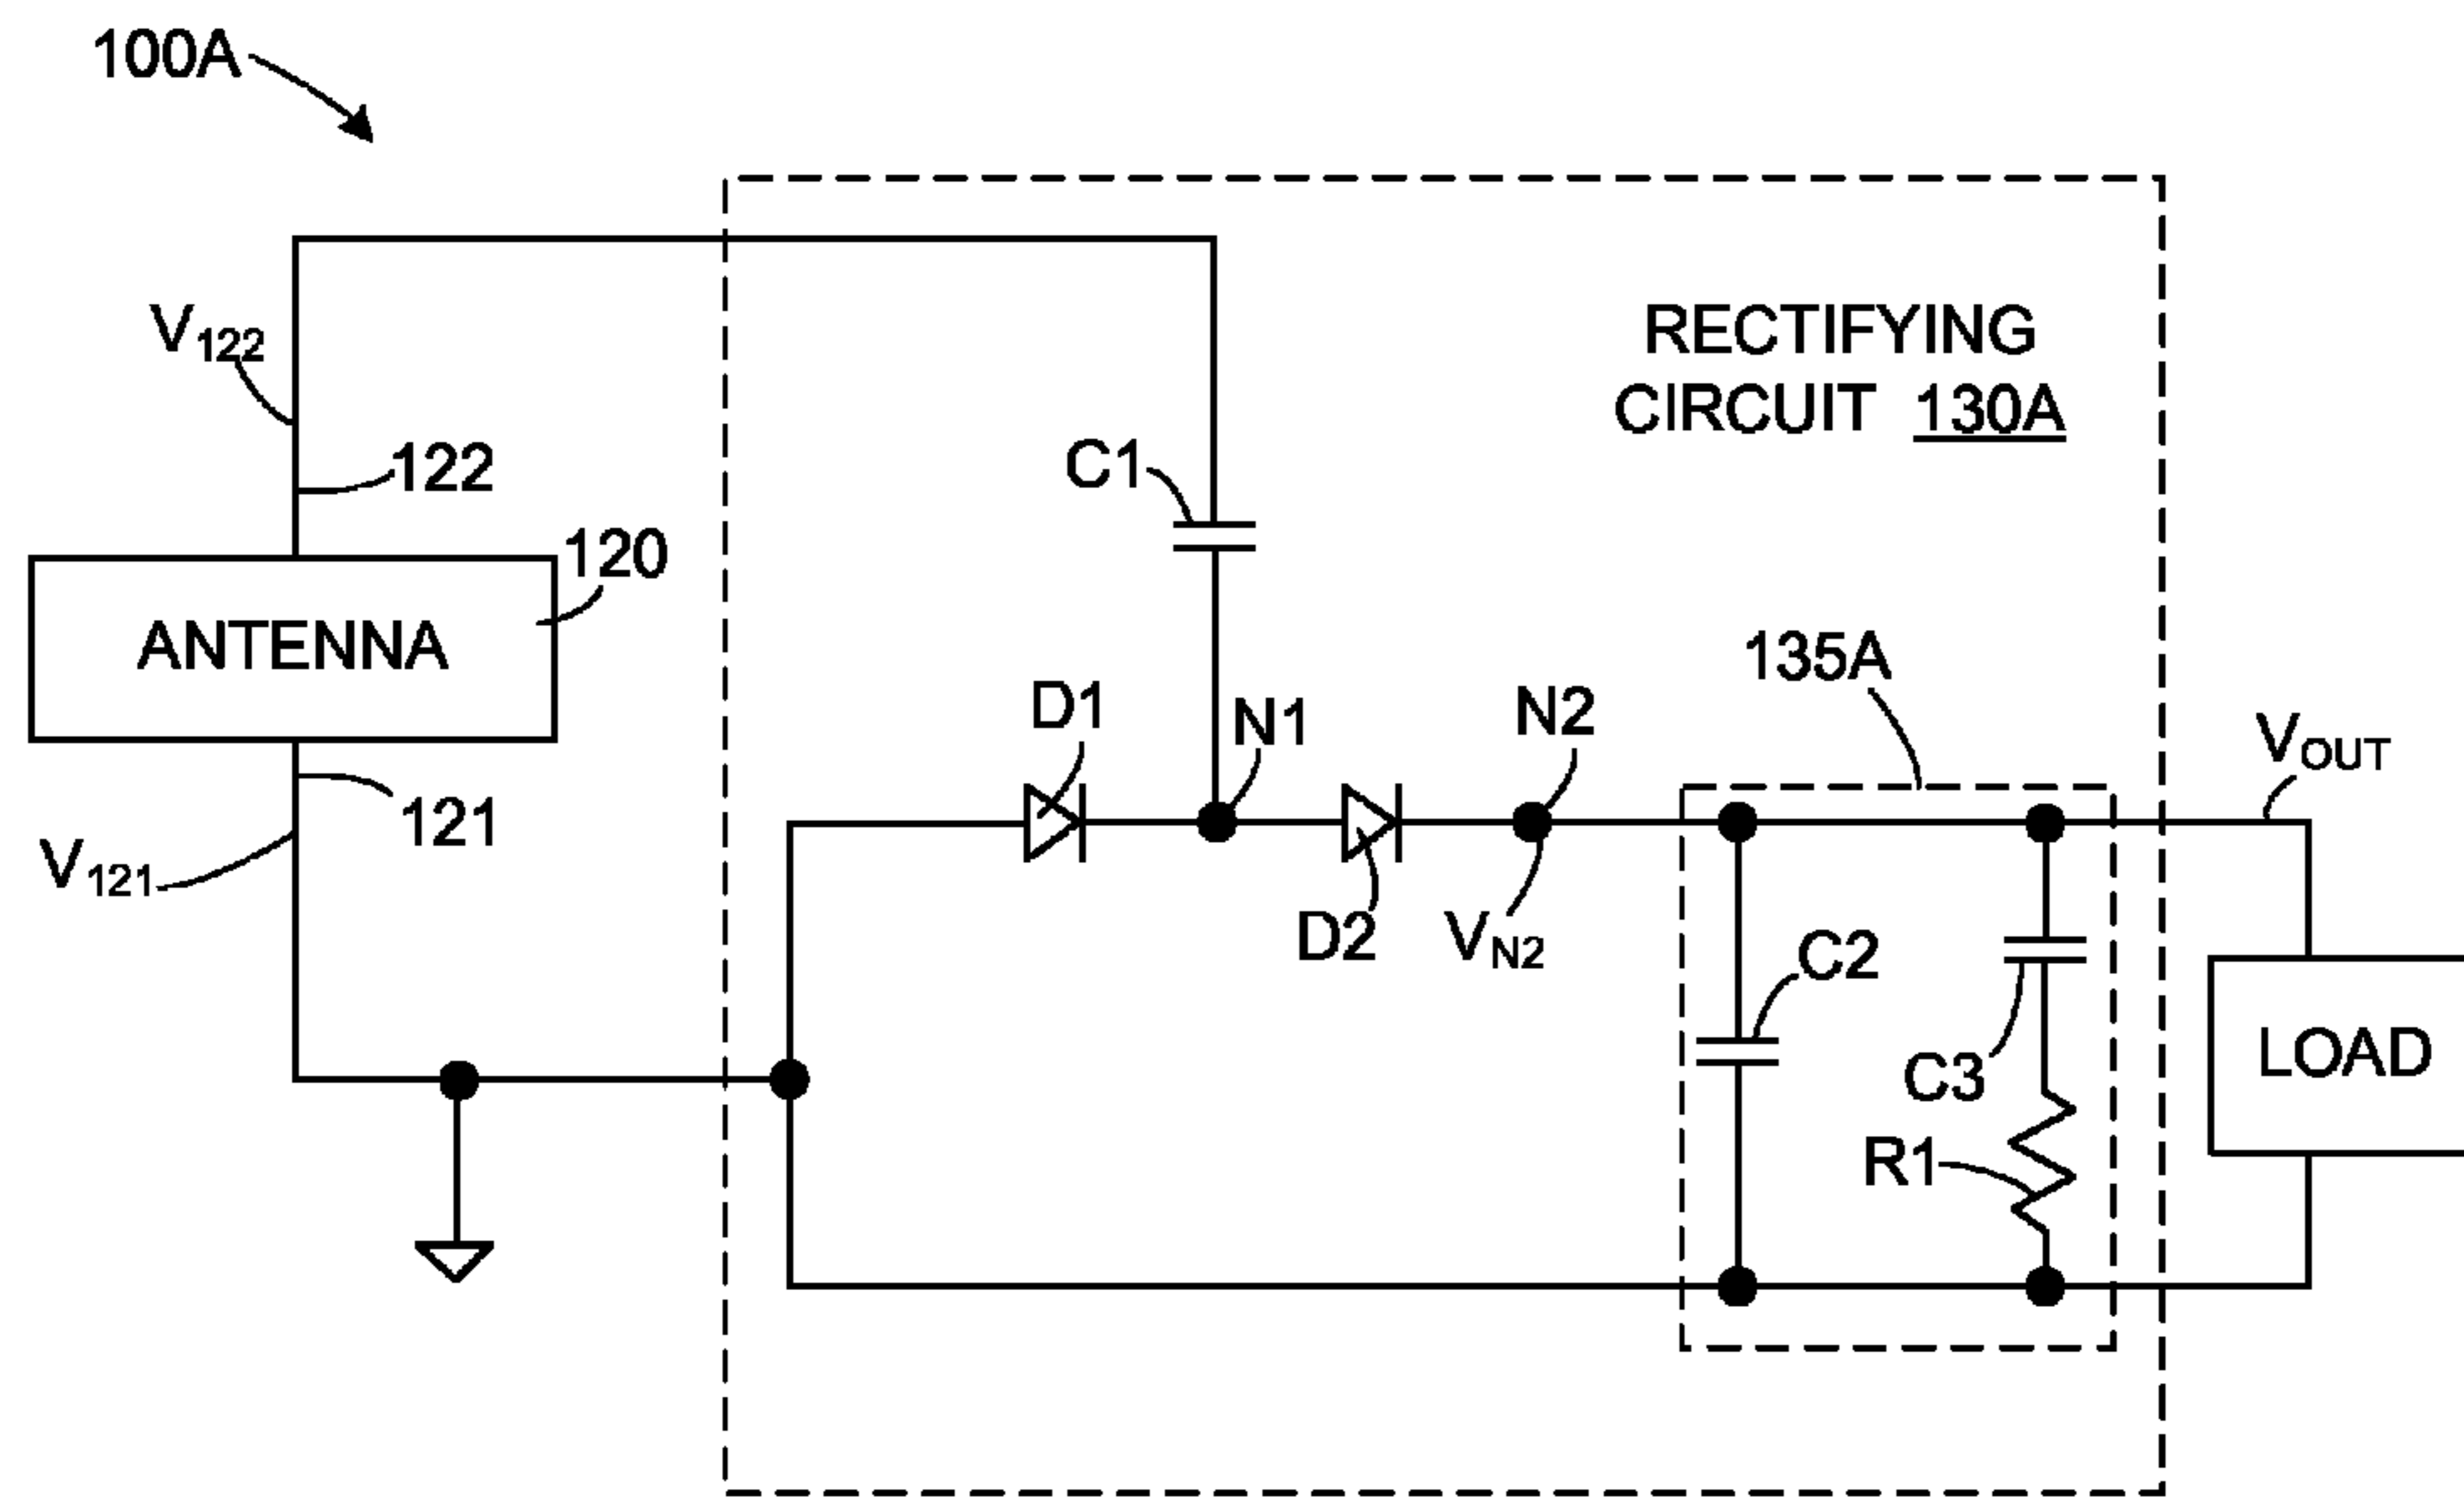 100A
V122
RECTIFYING
CIRCUIT 130A
C1
122
120
ANTENNA
135A
D1
N1
N2
VOUT
121
V121
D2
VN2
C2
LOAD
C3
R1